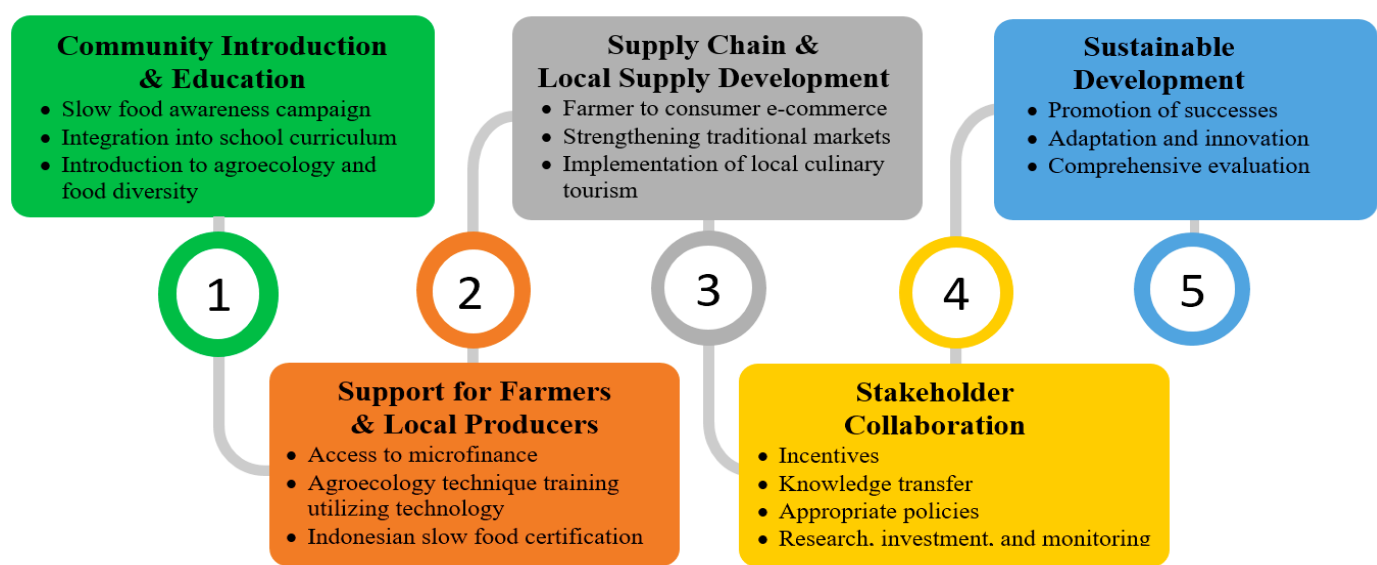 Community Introduction
& Education
• Slow food awareness campaign
• Integration into school curriculum
• Introduction to agroecology and
food diversity
1
Support for Farmers
& Local Producers
• Access to microfinance
• Agroecology technique training
utilizing technology
• Indonesian slow food certification
2
Supply Chain &
Local Supply Development
• Farmer to consumer e-commerce
• Strengthening traditional markets
• Implementation of local culinary
tourism
3
Stakeholder
Collaboration
• Incentives
• Knowledge transfer
• Appropriate policies
• Research, investment, and monitoring
4
Sustainable
Development
• Promotion of successes
• Adaptation and innovation
• Comprehensive evaluation
5